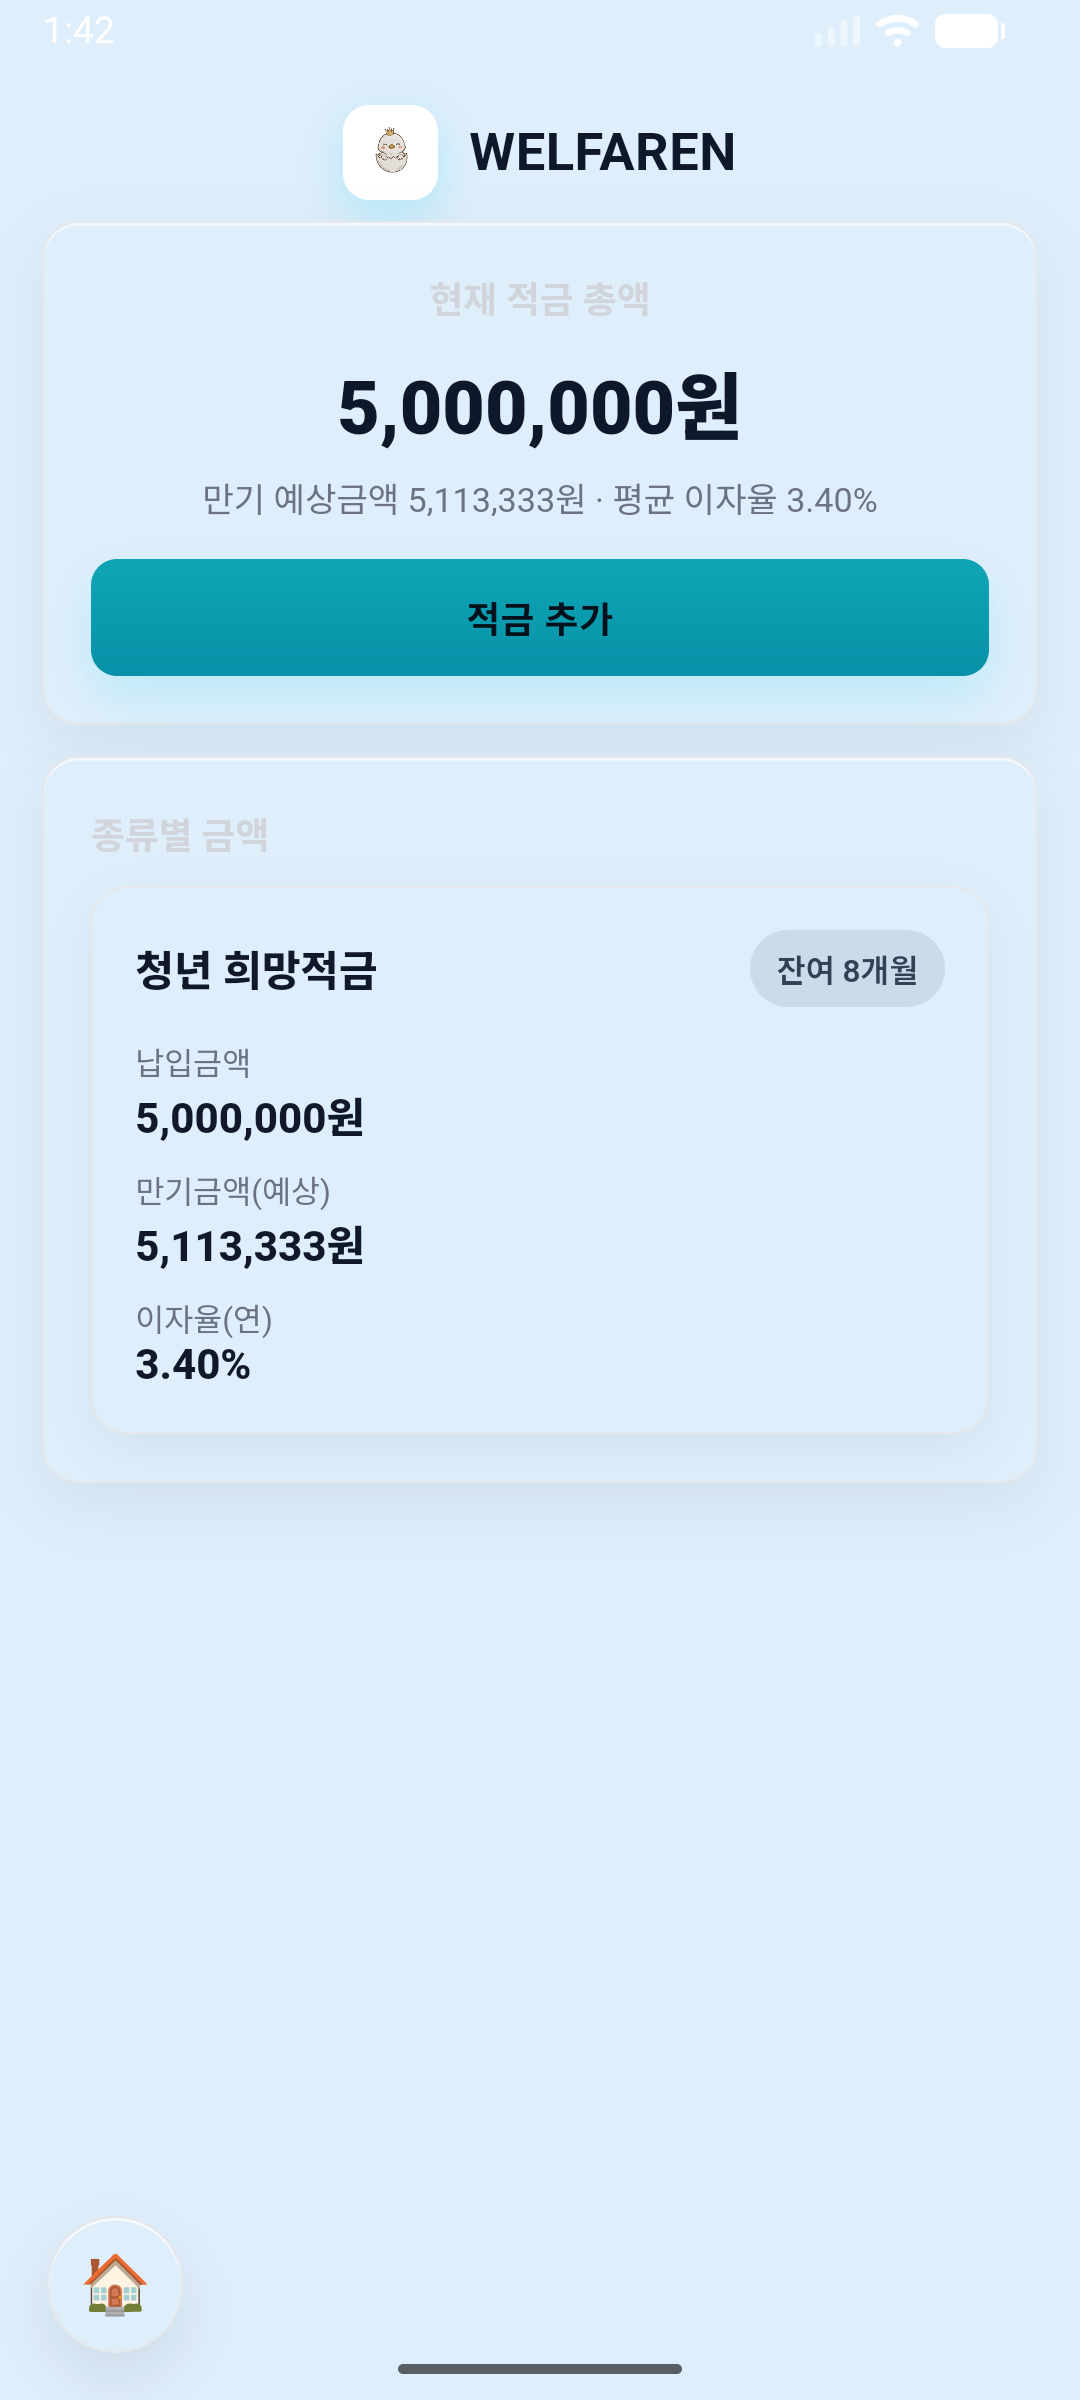 1:42
WELFAREN
현재 적금 총액
5,000,000원
만기 예상금액 5,113,333원 · 평균 이자율 3.40%
적금 추가
종류별 금액
청년 희망적금
잔여 8개월
납입금액
5,000,000원
만기금액(예상)
5,113,333원
이자율(연)
3.40%